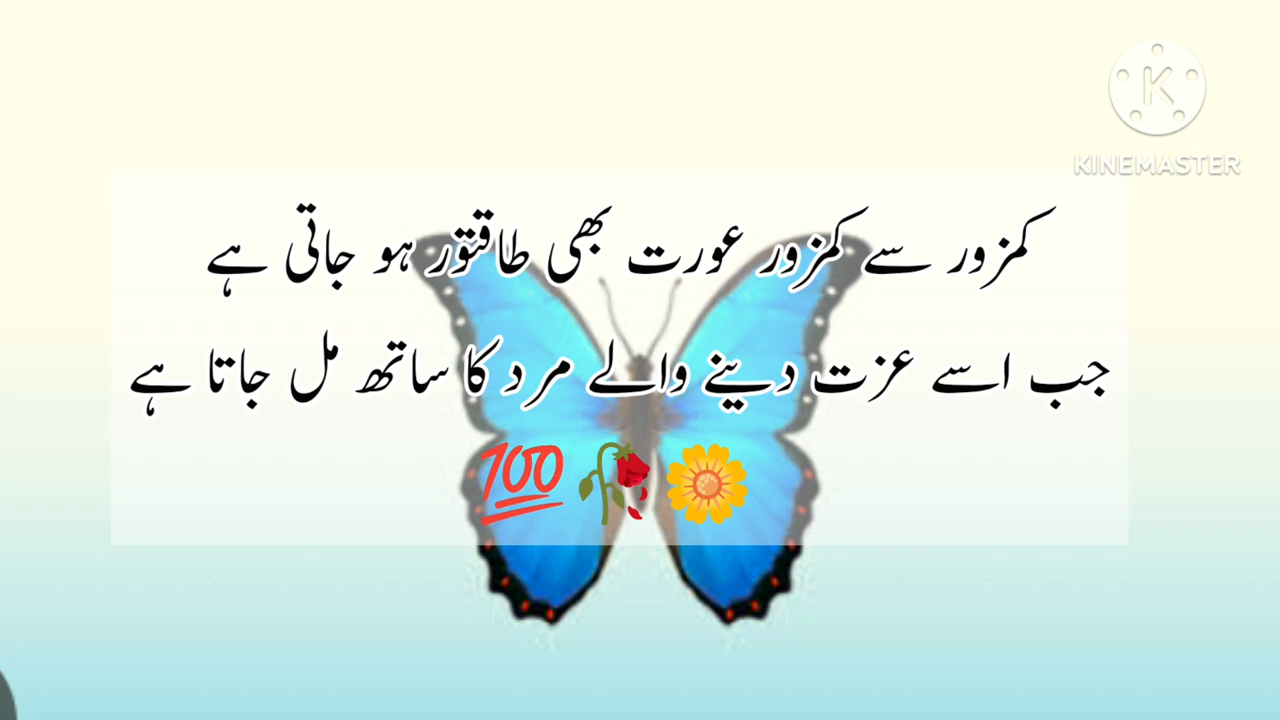 KINEMASTER
کمزور سے کمزور عورت بھی طاقتور ہو جاتی ہے
جب اسے عزت دینے والے مرد کا ساتھ مل جاتا ہے
💯🥀🌼